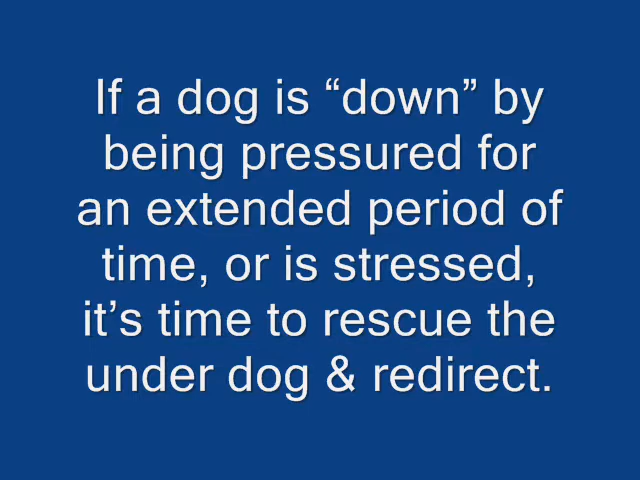 If a dog is “down” by
being pressured for
an extended period of
time, or is stressed,
it’s time to rescue the
under dog & redirect.